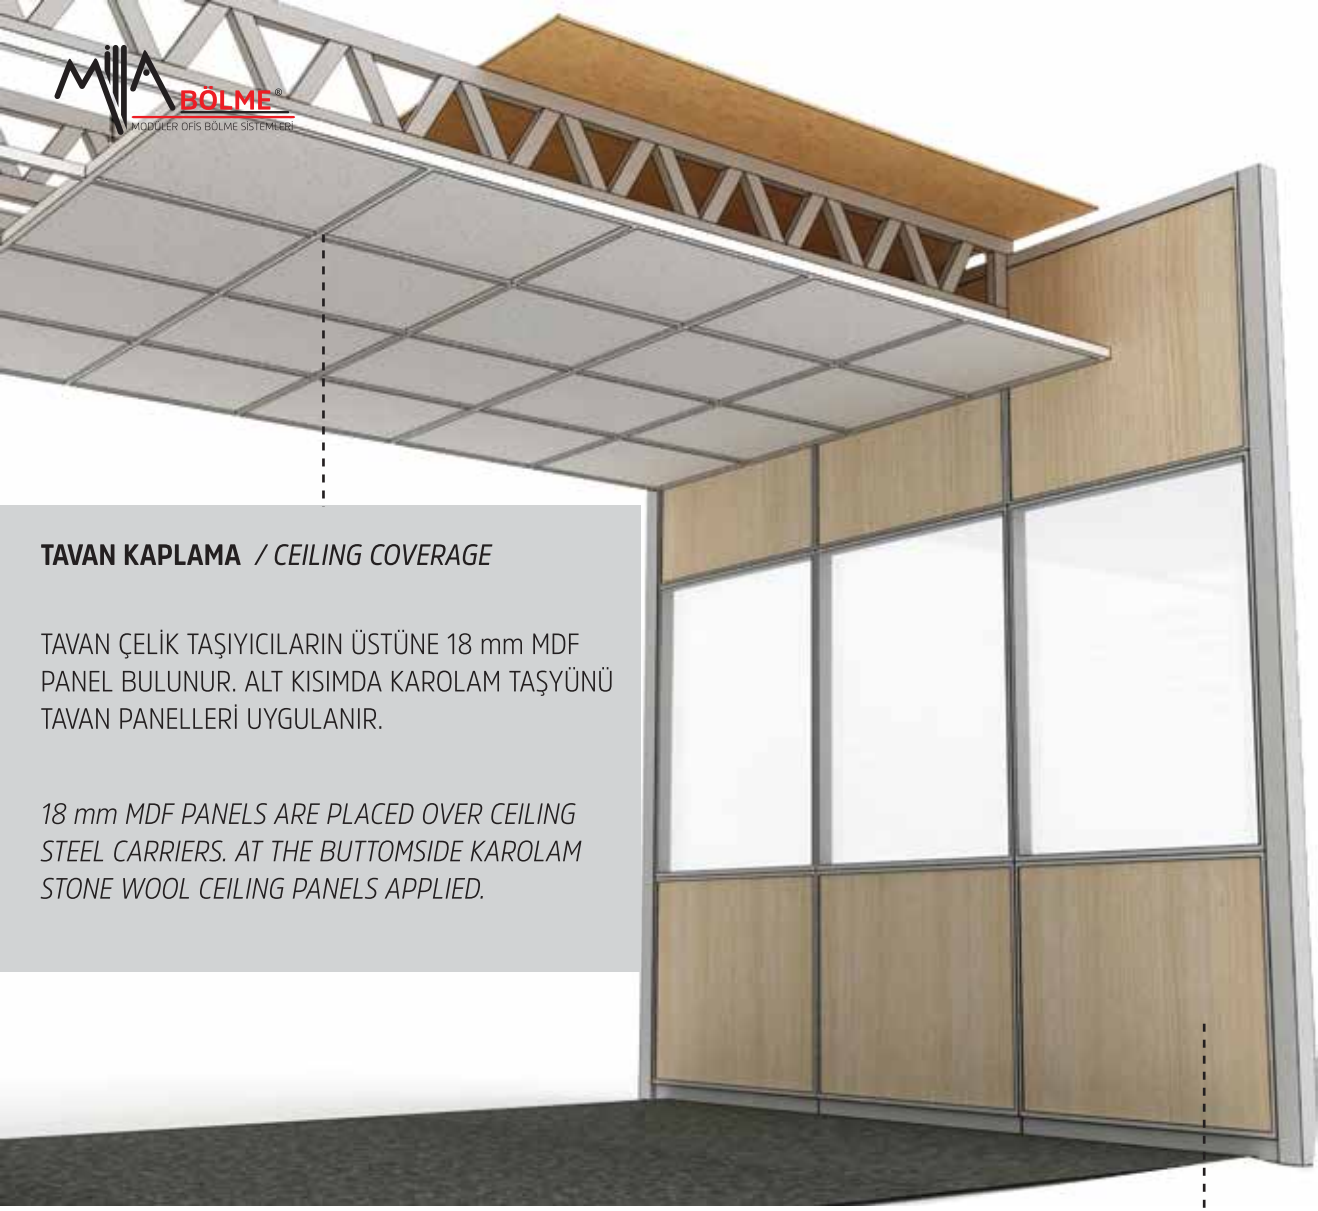 MİLLA
BÖLME®
MODÜLER OFİS BÖLME SİSTEMLERİ
TAVAN KAPLAMA / CEILING COVERAGE
TAVAN ÇELİK TAŞIYICILARIN ÜSTÜNE 18 mm MDF
PANEL BULUNUR. ALT KISIMDA KAROLAM TAŞYÜNÜ
TAVAN PANELLERİ UYGULANIR.
18 mm MDF PANELS ARE PLACED OVER CEILING
STEEL CARRIERS. AT THE BUTTOMSIDE KAROLAM
STONE WOOL CEILING PANELS APPLIED.